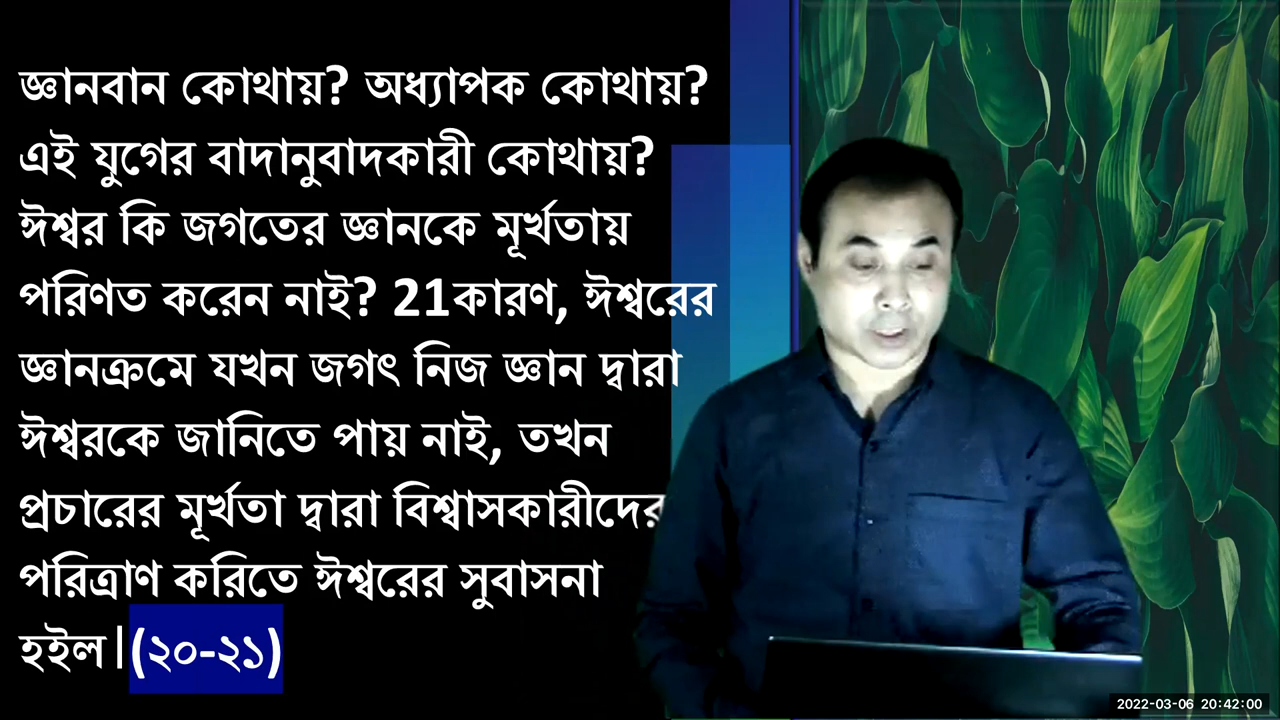 জ্ঞানবান কোথায়? অধ্যাপক কোথায়?
এই যুগের বাদানুবাদকারী কোথায়?
ঈশ্বর কি জগতের জ্ঞানকে মূর্খতায়
পরিণত করেন নাই? 21কারণ, ঈশ্বরের
জ্ঞানক্রমে যখন জগৎ নিজ জ্ঞান দ্বারা
ঈশ্বরকে জানিতে পায় নাই, তখন
প্রচারের মূর্খতা দ্বারা বিশ্বাসকারীদের
পরিত্রাণ করিতে ঈশ্বরের সুবাসনা
হইল|(২০-২১)
2022-03-06 20:42:00